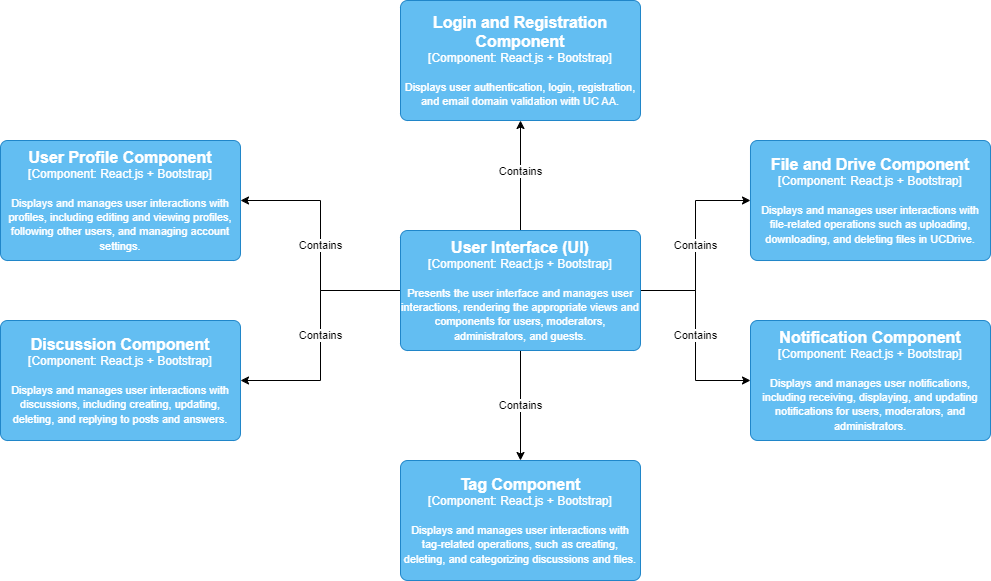 Login and Registration
Component
[Component: React.js + Bootstrap]
Displays user authentication, login, registration,
and email domain validation with UC AA.
Contains
User Profile Component
[Component: React.js + Bootstrap]
Displays and manages user interactions with
profiles, including editing and viewing profiles,
following other users, and managing account
settings.
Contains
File and Drive Component
[Component: React.js + Bootstrap]
Displays and manages user interactions with
file-related operations such as uploading,
downloading, and deleting files in UCDrive.
Contains
User Interface (UI)
[Component: React.js + Bootstrap]
Presents the user interface and manages user
interactions, rendering the appropriate views and
components for users, moderators,
administrators, and guests.
Discussion Component
[Component: React.js + Bootstrap]
Displays and manages user interactions with
discussions, including creating, updating,
deleting, and replying to posts and answers.
Contains
Notification Component
[Component: React.js + Bootstrap]
Displays and manages user notifications,
including receiving, displaying, and updating
notifications for users, moderators, and
administrators.
Contains
Contains
Tag Component
[Component: React.js + Bootstrap]
Displays and manages user interactions with
tag-related operations, such as creating,
deleting, and categorizing discussions and files.